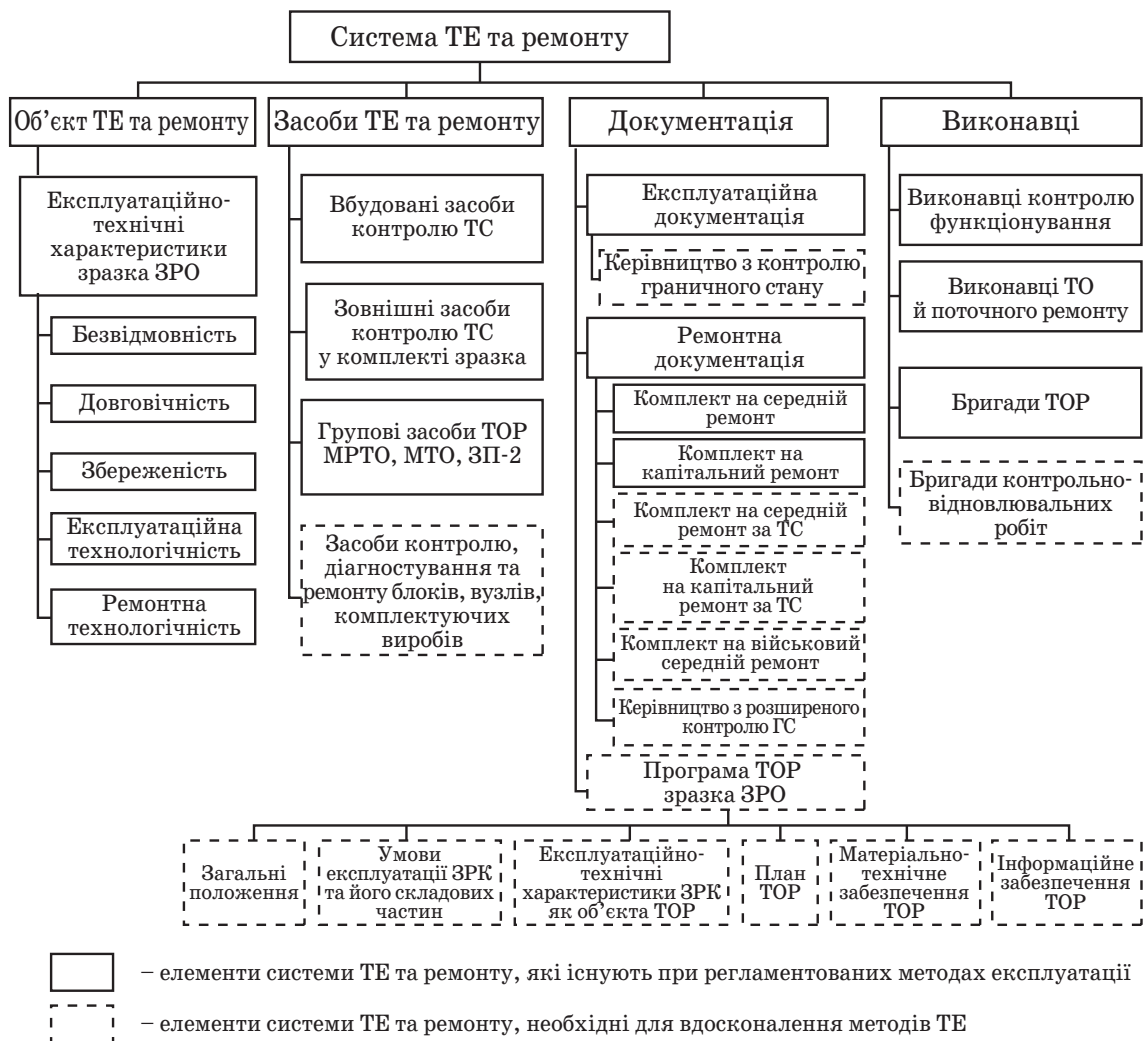 Система ТЕ та ремонту
Об’єкт ТЕ та ремонту
Експлуатаційно-
технічні
характеристики
зразка ЗРО
Безвідмовність
Довговічність
Збереженість
Експлуатаційна
технологічність
Ремонтна
технологічність
Засоби ТЕ та ремонту
Вбудовані засоби
контролю ТС
Зовнішні засоби
контролю ТС
у комплекті зразка
Групові засоби ТОР
МРТО, МТО, ЗП-2
Засоби контролю,
діагностування та
ремонту блоків, вузлів,
комплектуючих
виробів
Документація
Експлуатаційна
документація
Керівництво з контролю
граничного стану
Ремонтна
документація
Комплект на середній
ремонт
Комплект на
капітальний ремонт
Комплект на середній
ремонт за ТС
Комплект
на капітальний
ремонт за ТС
Комплект на військовий
середній ремонт
Керівництво з розширеного
контролю ГС
Програма ТОР
зразка ЗРО
Виконавці
Виконавці контролю
функціонування
Виконавці ТО
й поточного ремонту
Бригади ТОР
Бригади контрольно-
відновлювальних
робіт
Загальні
положення
Умови
експлуатації ЗРК
та його складових
частин
Експлуатаційно-
технічні
характеристики ЗРК
як об’єкта ТОР
План
ТОР
Матеріально-
технічне
забезпечення
ТОР
Інформаційне
забезпечення
ТОР
– елементи системи ТЕ та ремонту, які існують при регламентованих методах експлуатації
– елементи системи ТЕ та ремонту, необхідні для вдосконалення методів ТЕ